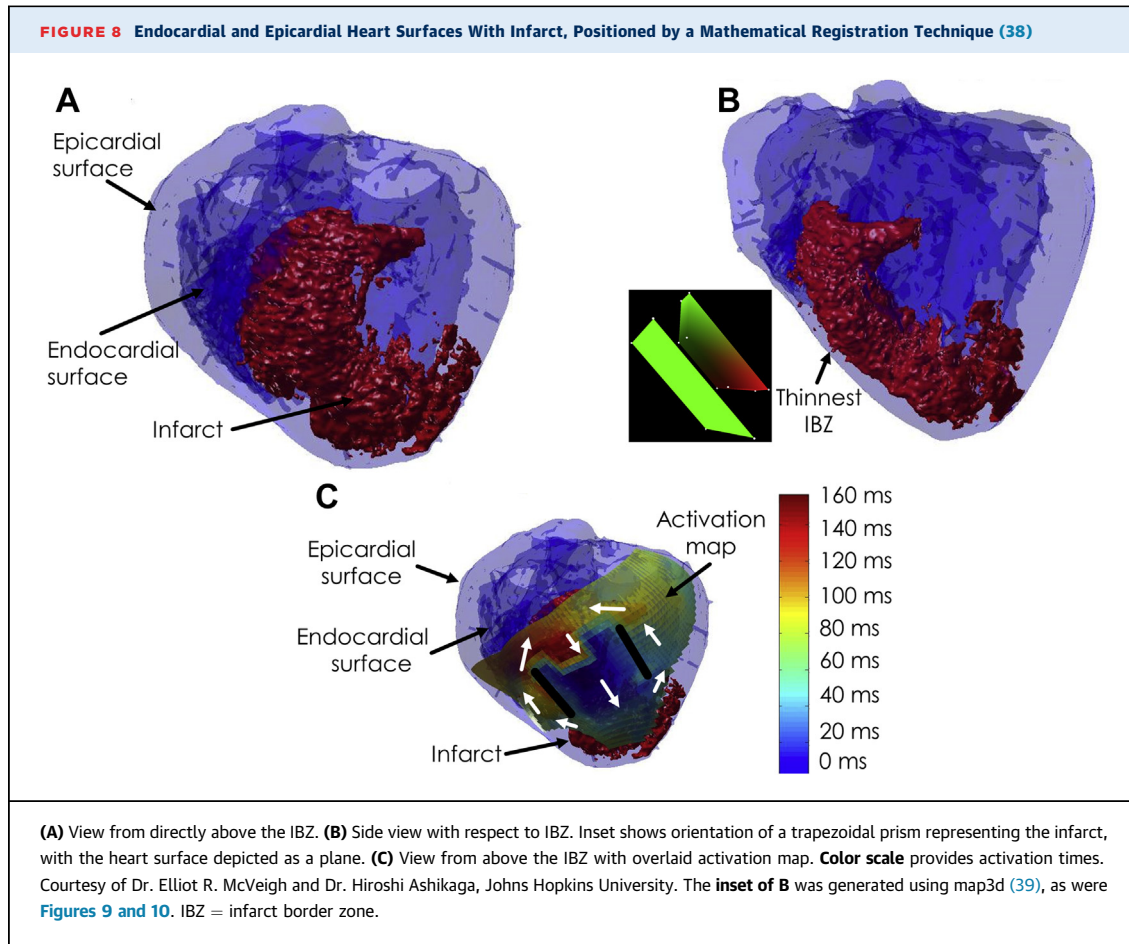 FIGURE 8 Endocardial and Epicardial Heart Surfaces With Infarct, Positioned by a Mathematical Registration Technique (38)
A
Epicardial
surface
Endocardial
surface
Infarct
B
Thinnest
IBZ
C
Epicardial
surface
Endocardial
surface
Infarct
Activation
map
160 ms
140 ms
120 ms
100 ms
80 ms
60 ms
40 ms
20 ms
0 ms
(A) View from directly above the IBZ. (B) Side view with respect to IBZ. Inset shows orientation of a trapezoidal prism representing the infarct,
with the heart surface depicted as a plane. (C) View from above the IBZ with overlaid activation map. Color scale provides activation times.
Courtesy of Dr. Elliot R. McVeigh and Dr. Hiroshi Ashikaga, Johns Hopkins University. The inset of B was generated using map3d (39), as were
Figures 9 and 10. IBZ = infarct border zone.